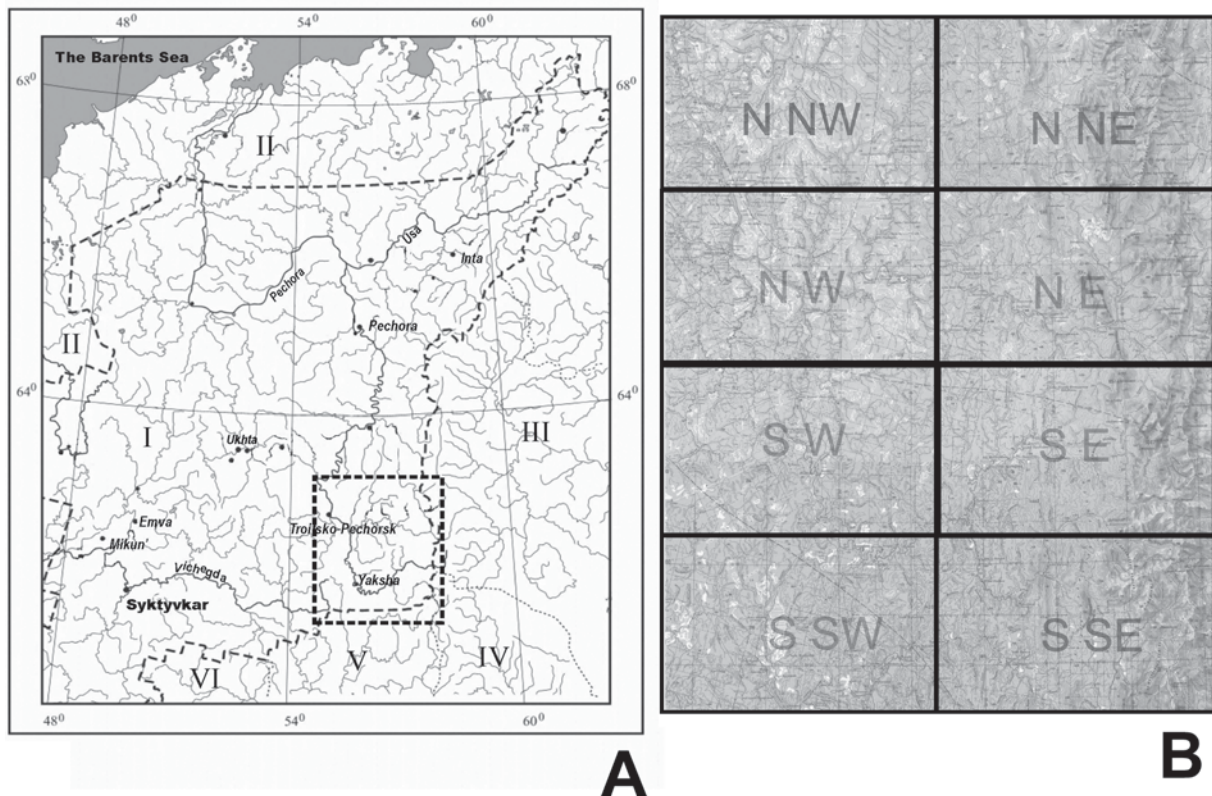 48⁰ 54⁰ 60⁰
The Barents Sea
68⁰ 68⁰
II
Usa
Inta
Pechora
Pechora
II
64⁰ 64⁰
I
III
Ukhta
Emva
Mikun'
Troitsko-Pechorsk
Vichegda
Yaksha
Syktyvkar
V
IV
VI
48⁰ 54⁰ 60⁰
A
N NW
N NE
N W
N E
S W
S E
S SW
S SE
B